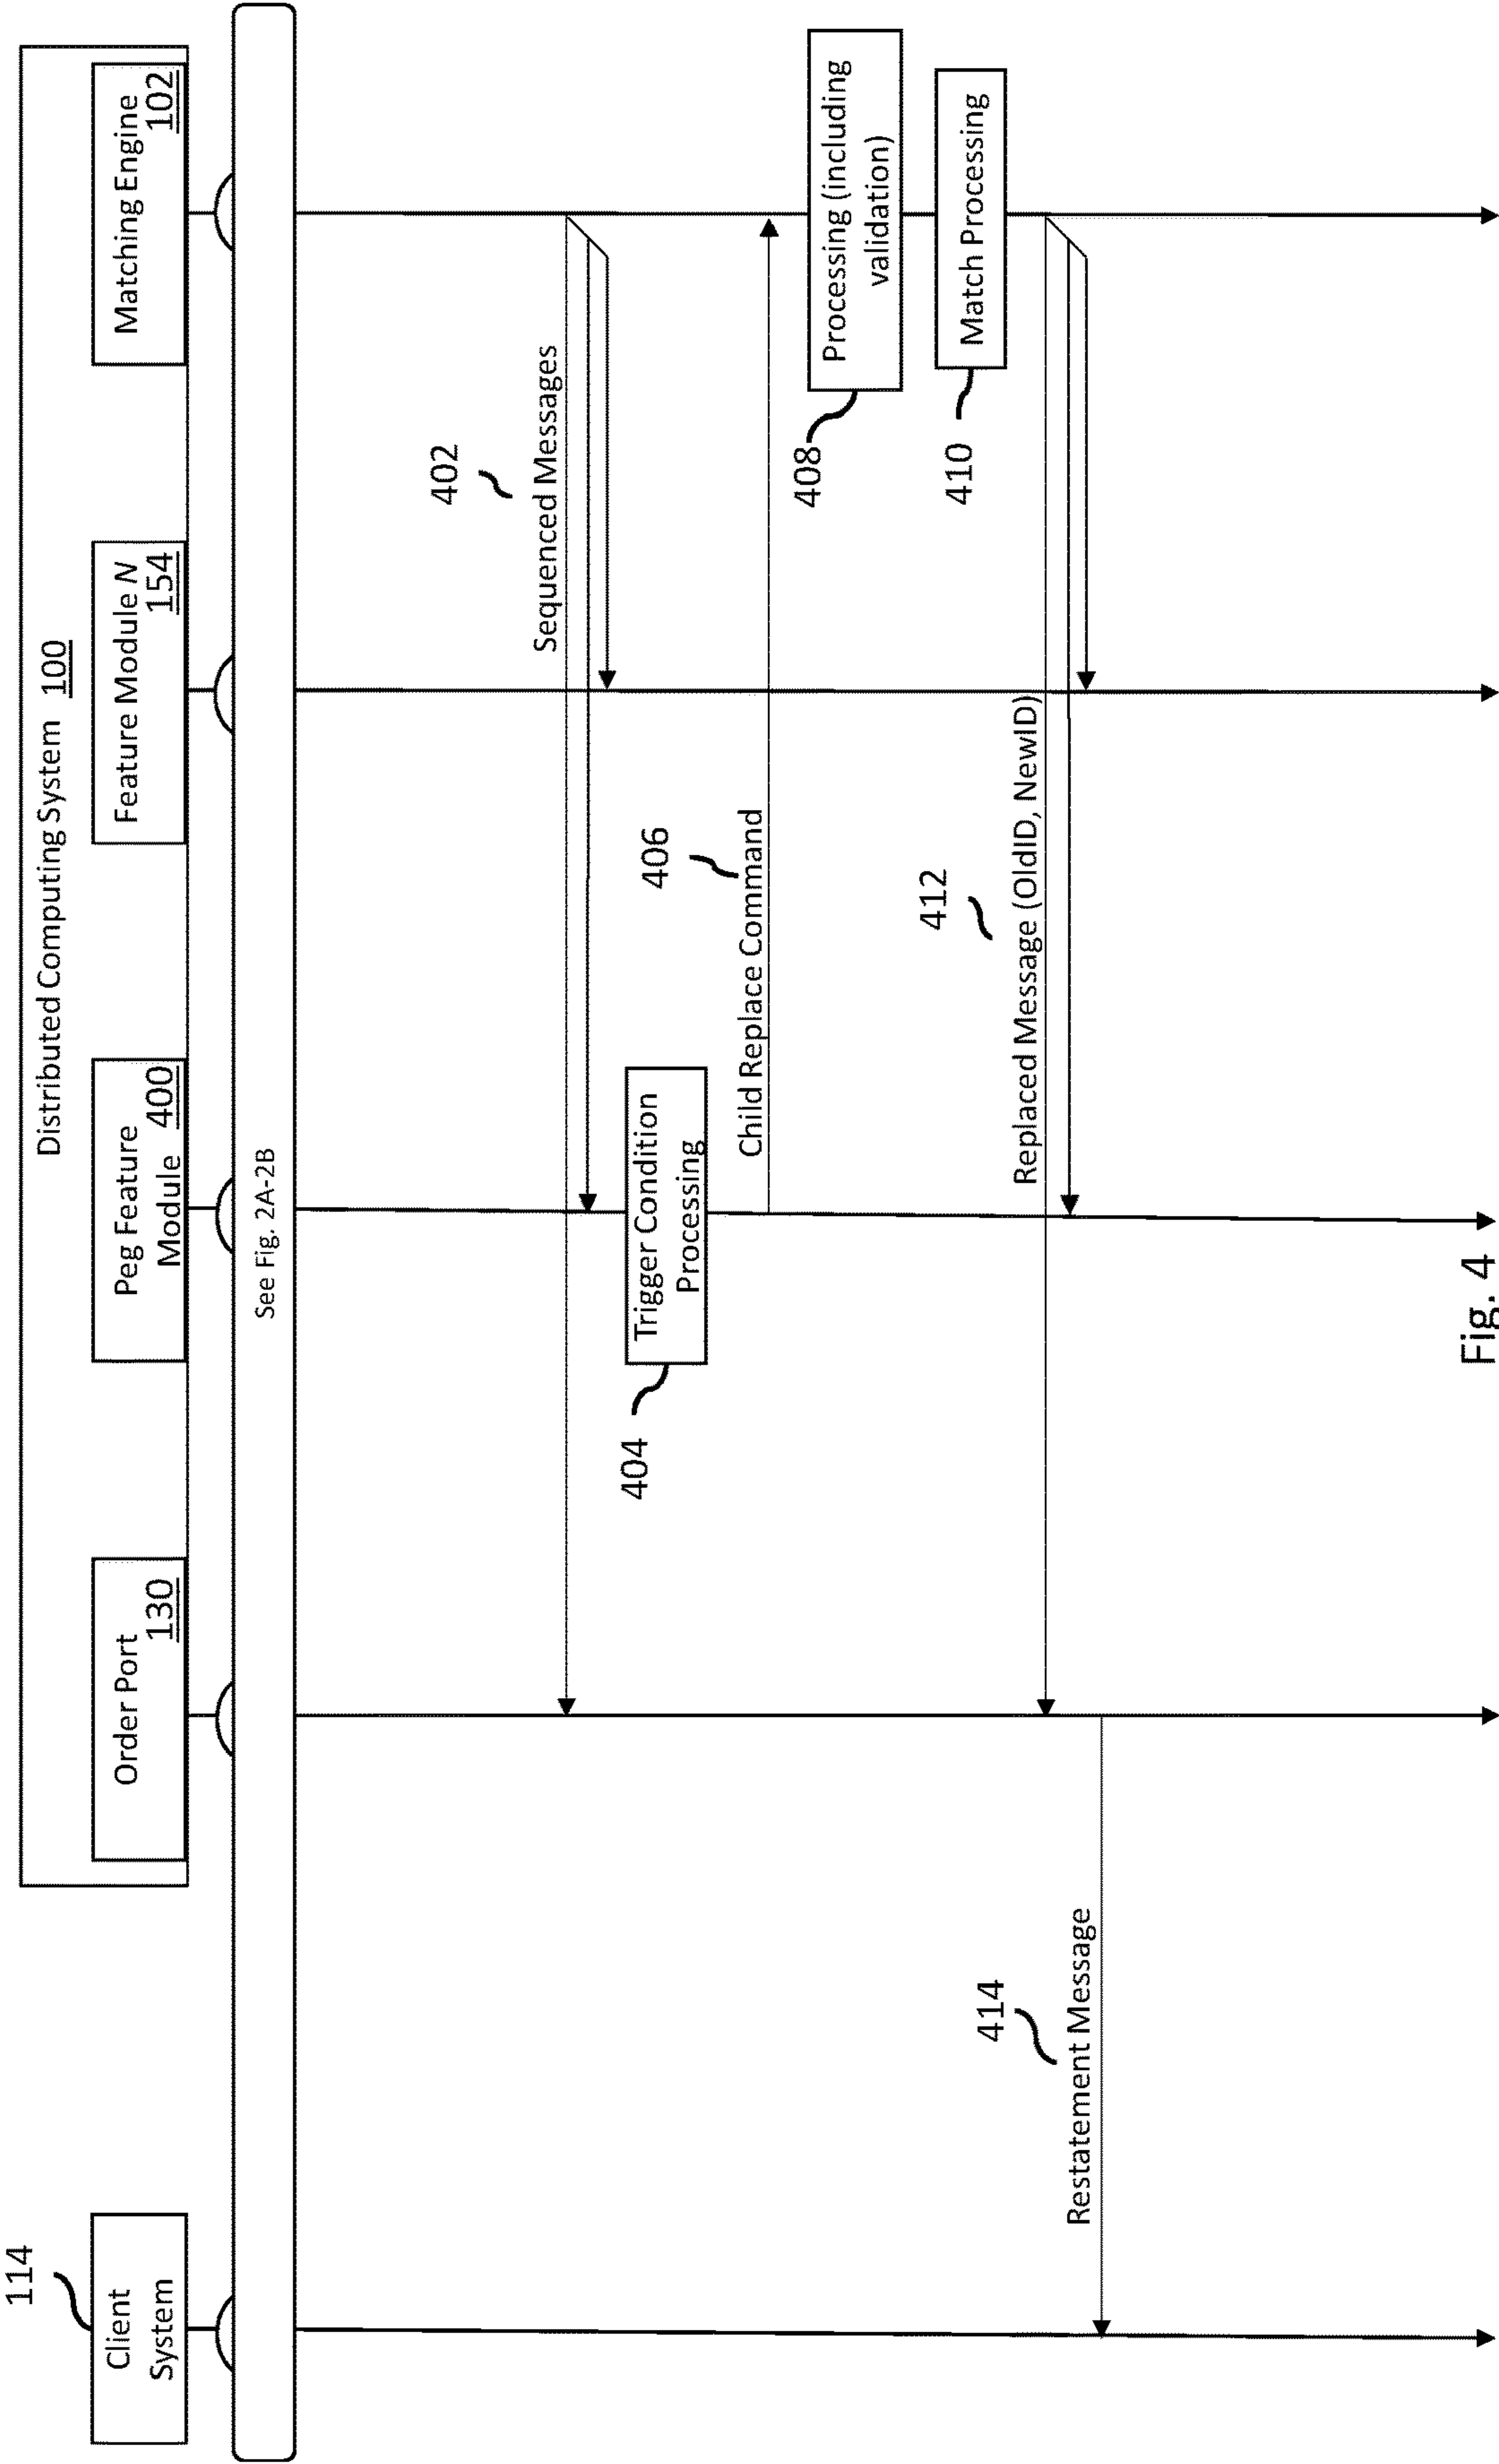 Distributed Computing System 100
114
Client
System
Order Port
130
Peg Feature
Module 400
Feature Module N
154
Matching Engine
102
See Fig. 2A-2B
402
Sequenced Messages
404
Trigger Condition
Processing
406
Child Replace Command
408
Processing (including
validation)
410
Match Processing
412
Replaced Message (OldID, NewID)
414
Restatement Message
Fig. 4